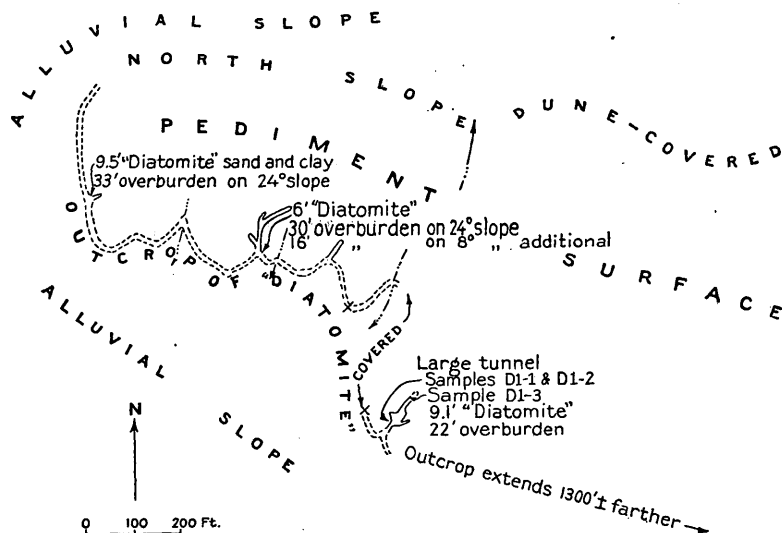 ALLUVIAL SLOPE
NORTH SLOPE
DUNE-COVERED
PEDIMENT
SURFACE
9.5' "Diatomite" sand and clay
33' overburden on 24° slope
6' "Diatomite"
30' overburden on 24° slope
16' " on 8° " additional
OUTCROP OF "DIATOMITE"
ALLUVIAL SLOPE
COVERED
Large tunnel
Samples D1-1 & D1-2
Sample D1-3
9.1' "Diatomite"
22' overburden
Outcrop extends 1300'± farther
N
0 100 200 Ft.